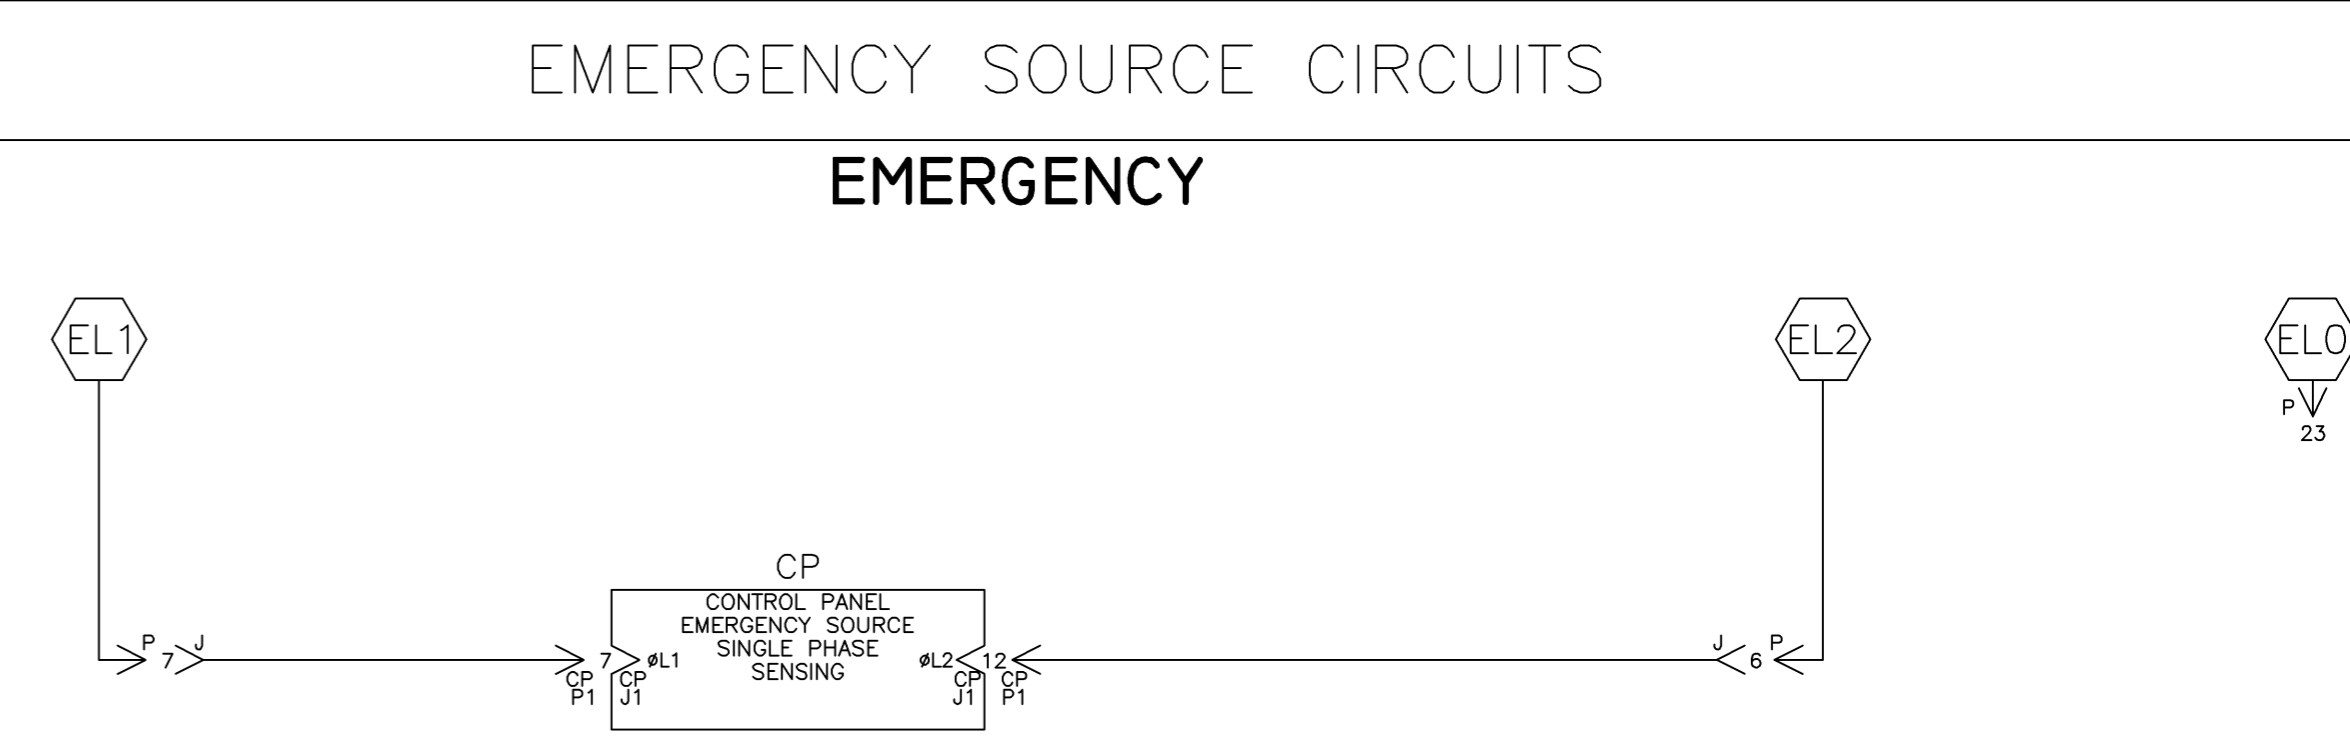 EMERGENCY SOURCE CIRCUITS
EMERGENCY
EL1
EL2
EL0
P
23
CP
CONTROL PANEL
EMERGENCY SOURCE
SINGLE PHASE
SENSING
P 7 J
7 øL1
øL2 12
J 6 P
CP CP
P1 J1
CP CP
J1 P1